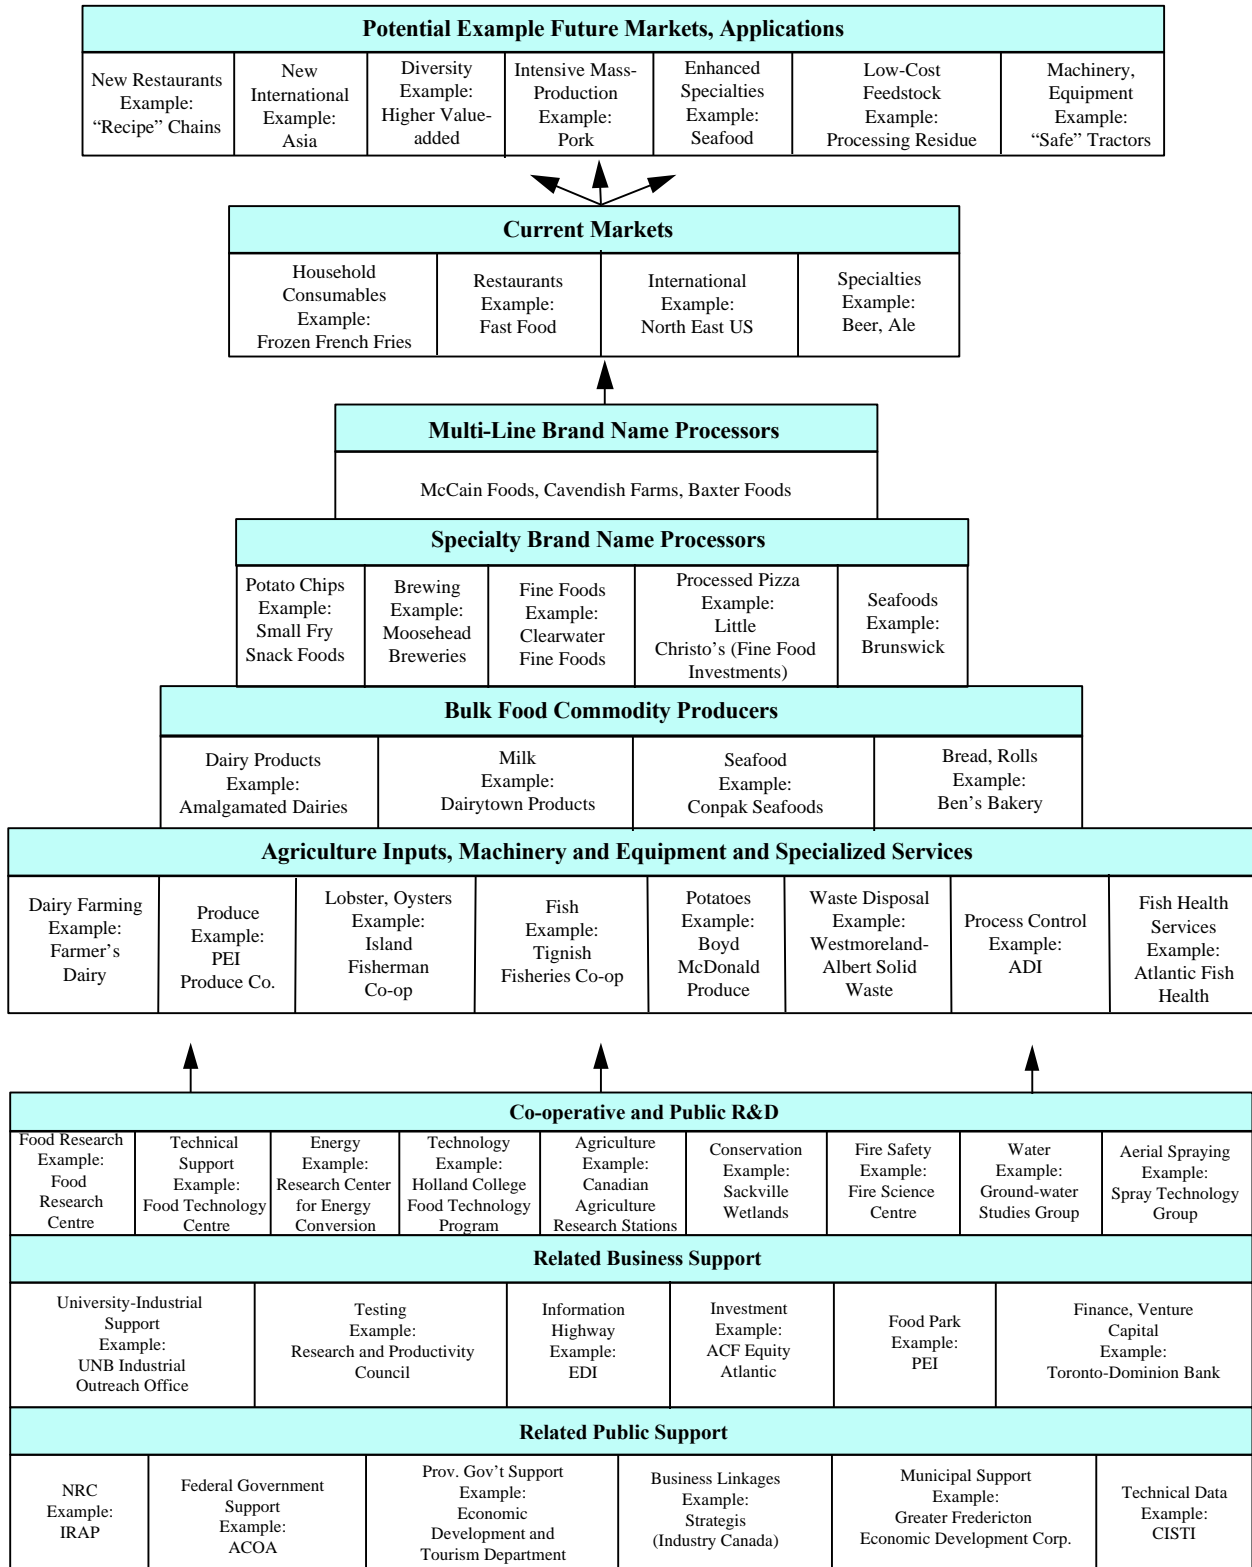 Potential Example Future Markets, Applications
New Restaurants
Example:
“Recipe” Chains
New
International
Example:
Asia
Diversity
Example:
Higher Value-
added
Intensive Mass-
Production
Example:
Pork
Enhanced
Specialties
Example:
Seafood
Low-Cost
Feedstock
Example:
Processing Residue
Machinery,
Equipment
Example:
“Safe” Tractors
Current Markets
Household
Consumables
Example:
Frozen French Fries
Restaurants
Example:
Fast Food
International
Example:
North East US
Specialties
Example:
Beer, Ale
Multi-Line Brand Name Processors
McCain Foods, Cavendish Farms, Baxter Foods
Specialty Brand Name Processors
Potato Chips
Example:
Small Fry
Snack Foods
Brewing
Example:
Moosehead
Breweries
Fine Foods
Example:
Clearwater
Fine Foods
Processed Pizza
Example:
Little
Christo’s (Fine Food
Investments)
Seafoods
Example:
Brunswick
Bulk Food Commodity Producers
Dairy Products
Example:
Amalgamated Dairies
Milk
Example:
Dairytown Products
Seafood
Example:
Conpak Seafoods
Bread, Rolls
Example:
Ben’s Bakery
Agriculture Inputs, Machinery and Equipment and Specialized Services
Dairy Farming
Example:
Farmer’s
Dairy
Produce
Example:
PEI
Produce Co.
Lobster, Oysters
Example:
Island
Fisherman
Co-op
Fish
Example:
Tignish
Fisheries Co-op
Potatoes
Example:
Boyd
McDonald
Produce
Waste Disposal
Example:
Westmoreland-
Albert Solid
Waste
Process Control
Example:
ADI
Fish Health
Services
Example:
Atlantic Fish
Health
Co-operative and Public R&D
Food Research
Example:
Food
Research
Centre
Technical
Support
Example:
Food Technology
Centre
Energy
Example:
Research Center
for Energy
Conversion
Technology
Example:
Holland College
Food Technology
Program
Agriculture
Example:
Canadian
Agriculture
Research Stations
Conservation
Example:
Sackville
Wetlands
Fire Safety
Example:
Fire Science
Centre
Water
Example:
Ground-water
Studies Group
Aerial Spraying
Example:
Spray Technology
Group
Related Business Support
University-Industrial
Support
Example:
UNB Industrial
Outreach Office
Testing
Example:
Research and Productivity
Council
Information
Highway
Example:
EDI
Investment
Example:
ACF Equity
Atlantic
Food Park
Example:
PEI
Finance, Venture
Capital
Example:
Toronto-Dominion Bank
Related Public Support
NRC
Example:
IRAP
Federal Government
Support
Example:
ACOA
Prov. Gov’t Support
Example:
Economic
Development and
Tourism Department
Business Linkages
Example:
Strategis
(Industry Canada)
Municipal Support
Example:
Greater Fredericton
Economic Development Corp.
Technical Data
Example:
CISTI